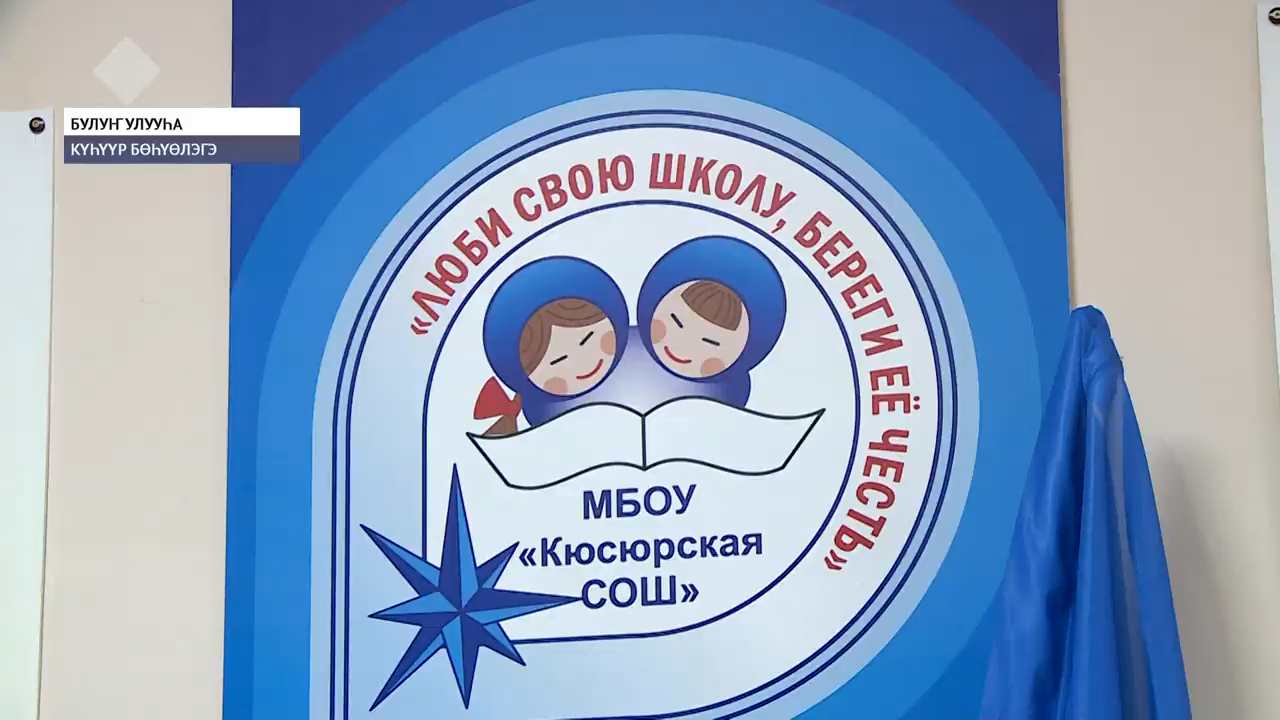 БУЛУҤ УЛУУҺА
КҮҺҮҮР БӨҺҮӨЛЭГЭ
«ЛЮБИ СВОЮ ШКОЛУ, БЕРЕГИ ЕЁ ЧЕСТЬ»
МБОУ
«Кюсюрская
СОШ»